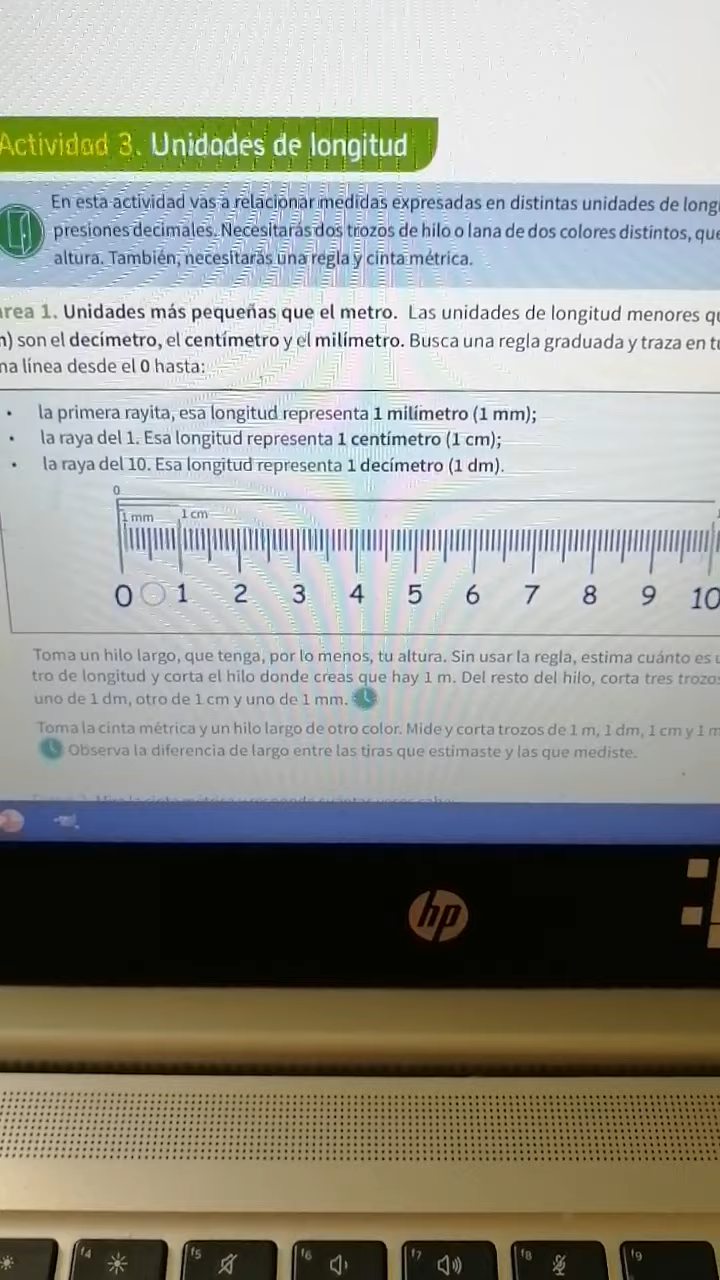 Actividad 3. Unidades de longitud
En esta actividad vas a relacionar medidas expresadas en distintas unidades de
presiones decimales. Necesitarás dos trozos de hilo o lana de dos colores distintos,
altura. También, necesitarás una regla y cinta métrica.
1. Unidades más pequeñas que el metro. Las unidades de longitud menores
son el decímetro, el centímetro y el milímetro. Busca una regla graduada y traza en
línea desde el 0 hasta:
• la primera rayita, esa longitud representa 1 milímetro (1 mm);
• la raya del 1. Esa longitud representa 1 centímetro (1 cm);
• la raya del 10. Esa longitud representa 1 decímetro (1 dm).
0
1 mm 1 cm
0 1 2 3 4 5 6 7 8 9 10
Toma un hilo largo, que tenga, por lo menos, tu altura. Sin usar la regla, estima cuánto es
tro de longitud y corta el hilo donde creas que hay 1 m. Del resto del hilo, corta tres
uno de 1 dm, otro de 1 cm y uno de 1 mm.
Toma la cinta métrica y un hilo largo de otro color. Mide y corta trozos de 1 m, 1 dm, 1 cm y 1
Observa la diferencia de largo entre las tiras que estimaste y las que mediste.
hp
f4 f5 f6 f7 f8 f9